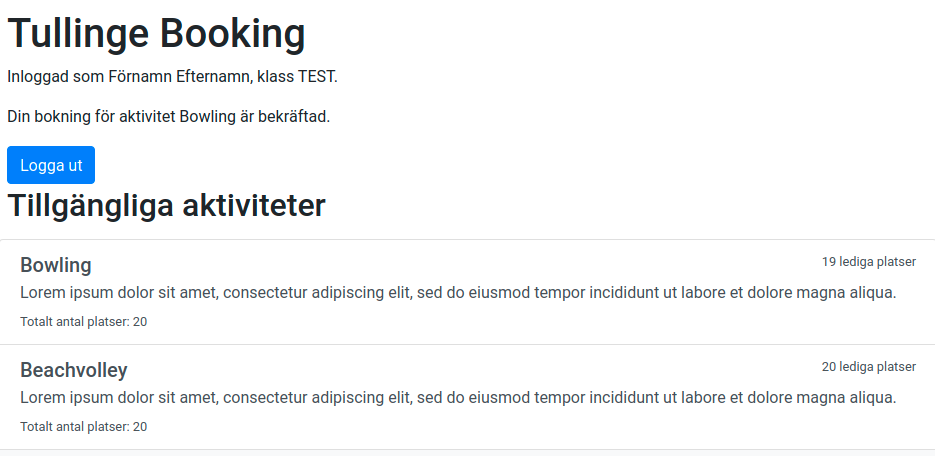 Tullinge Booking
Inloggad som Förnamn Efternamn, klass TEST.
Din bokning för aktivitet Bowling är bekräftad.
Logga ut
Tillgängliga aktiviteter
Bowling
19 lediga platser
Lorem ipsum dolor sit amet, consectetur adipiscing elit, sed do eiusmod tempor incididunt ut labore et dolore magna aliqua.
Totalt antal platser: 20
Beachvolley
20 lediga platser
Lorem ipsum dolor sit amet, consectetur adipiscing elit, sed do eiusmod tempor incididunt ut labore et dolore magna aliqua.
Totalt antal platser: 20